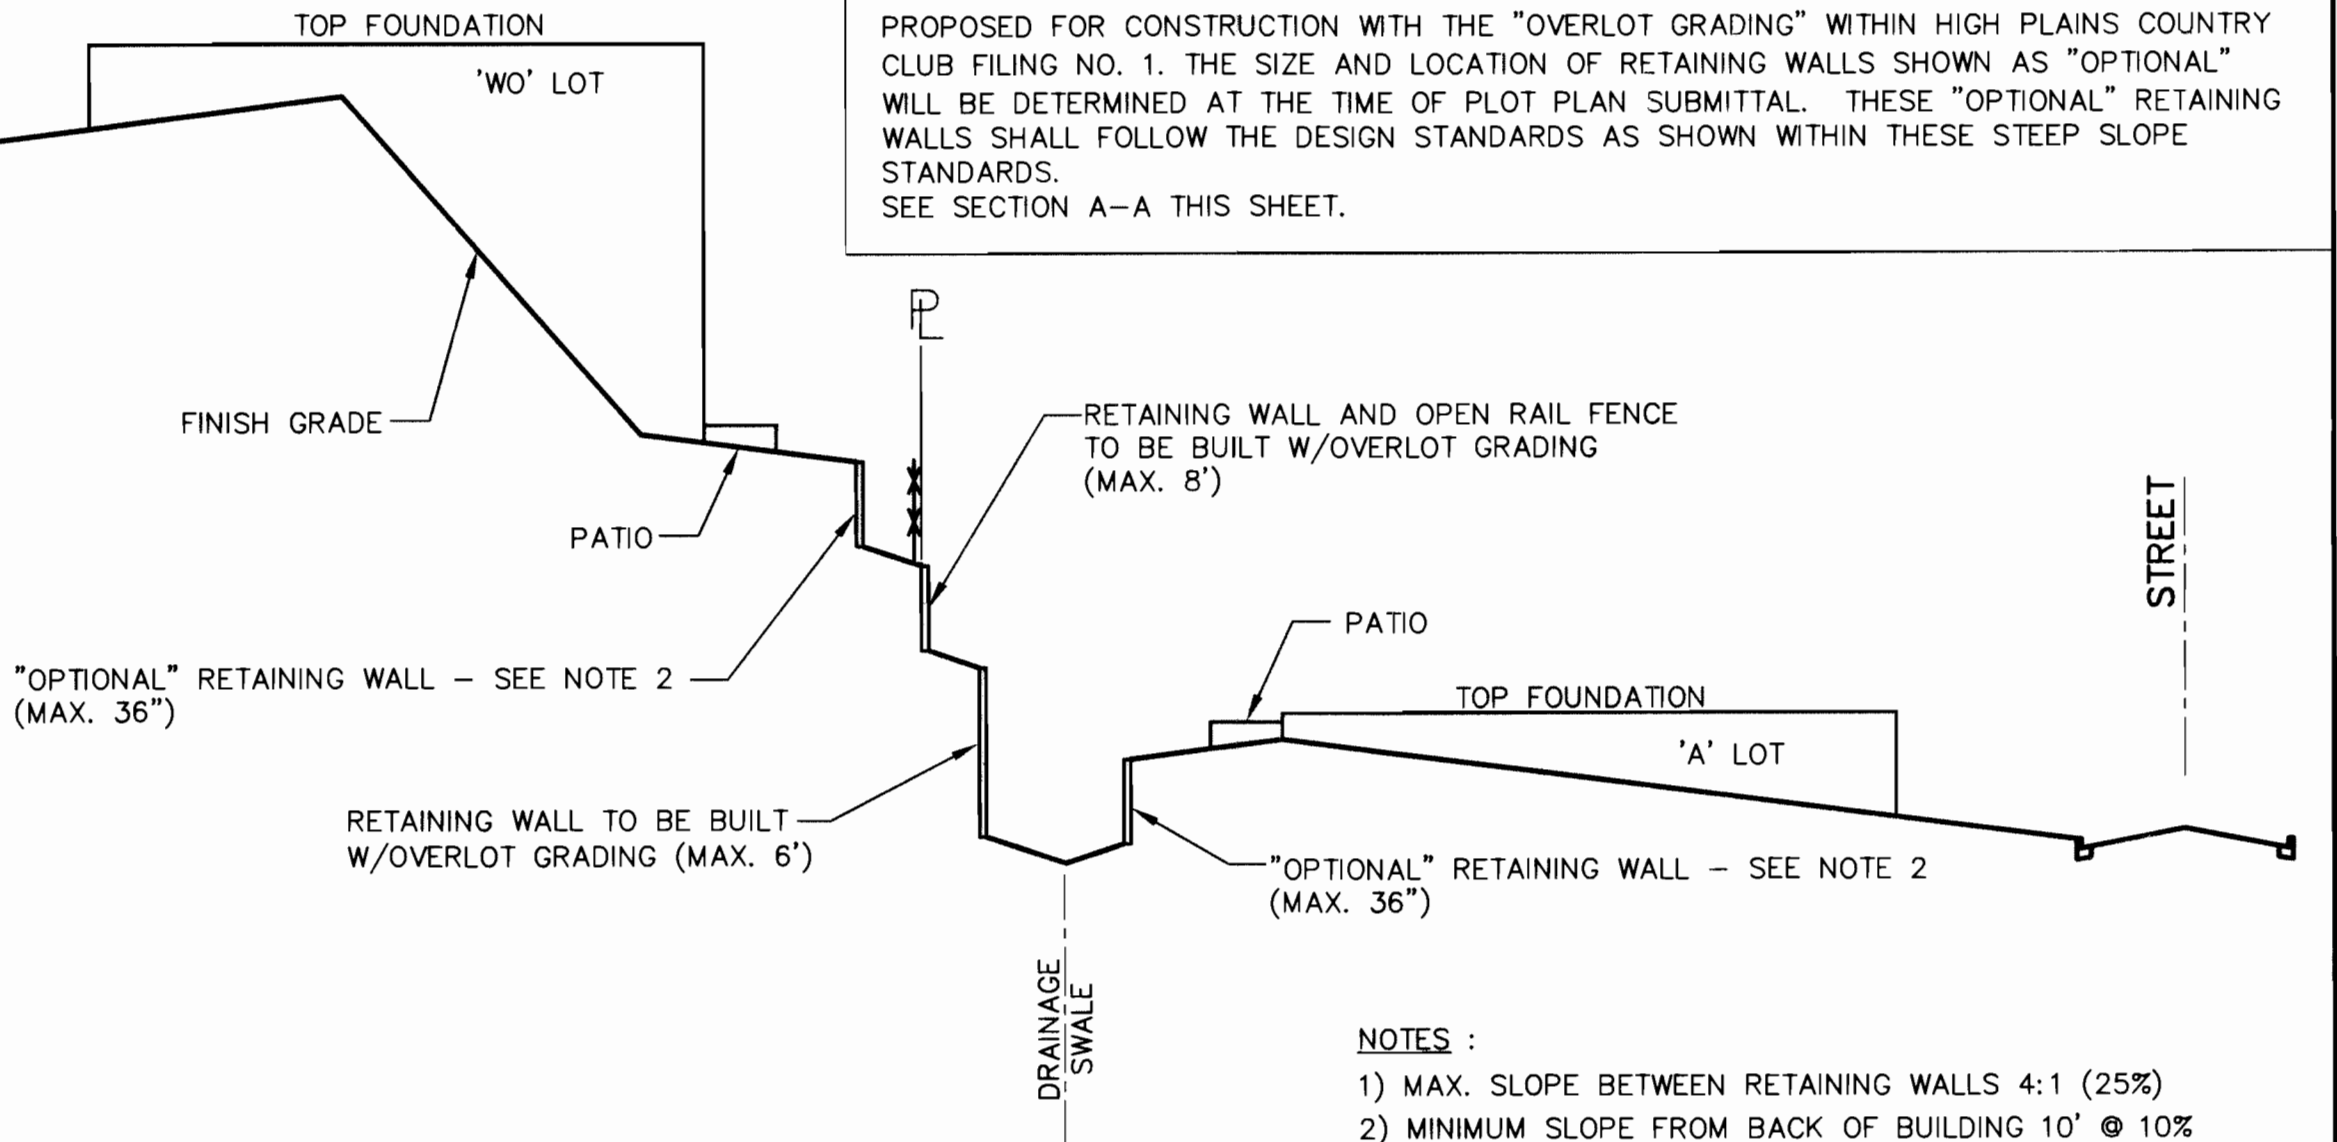 TOP FOUNDATION
'WO' LOT
PROPOSED FOR CONSTRUCTION WITH THE "OVERLOT GRADING" WITHIN HIGH PLAINS COUNTRY
CLUB FILING NO. 1. THE SIZE AND LOCATION OF RETAINING WALLS SHOWN AS "OPTIONAL"
WILL BE DETERMINED AT THE TIME OF PLOT PLAN SUBMITTAL. THESE "OPTIONAL" RETAINING
WALLS SHALL FOLLOW THE DESIGN STANDARDS AS SHOWN WITHIN THESE STEEP SLOPE
STANDARDS.
SEE SECTION A-A THIS SHEET.
PL
FINISH GRADE
RETAINING WALL AND OPEN RAIL FENCE
TO BE BUILT W/OVERLOT GRADING
(MAX. 8')
PATIO
STREET
PATIO
"OPTIONAL" RETAINING WALL - SEE NOTE 2
(MAX. 36")
TOP FOUNDATION
'A' LOT
RETAINING WALL TO BE BUILT
W/OVERLOT GRADING (MAX. 6')
"OPTIONAL" RETAINING WALL - SEE NOTE 2
(MAX. 36")
DRAINAGE
SWALE
NOTES :
1) MAX. SLOPE BETWEEN RETAINING WALLS 4:1 (25%)
2) MINIMUM SLOPE FROM BACK OF BUILDING 10' @ 10%